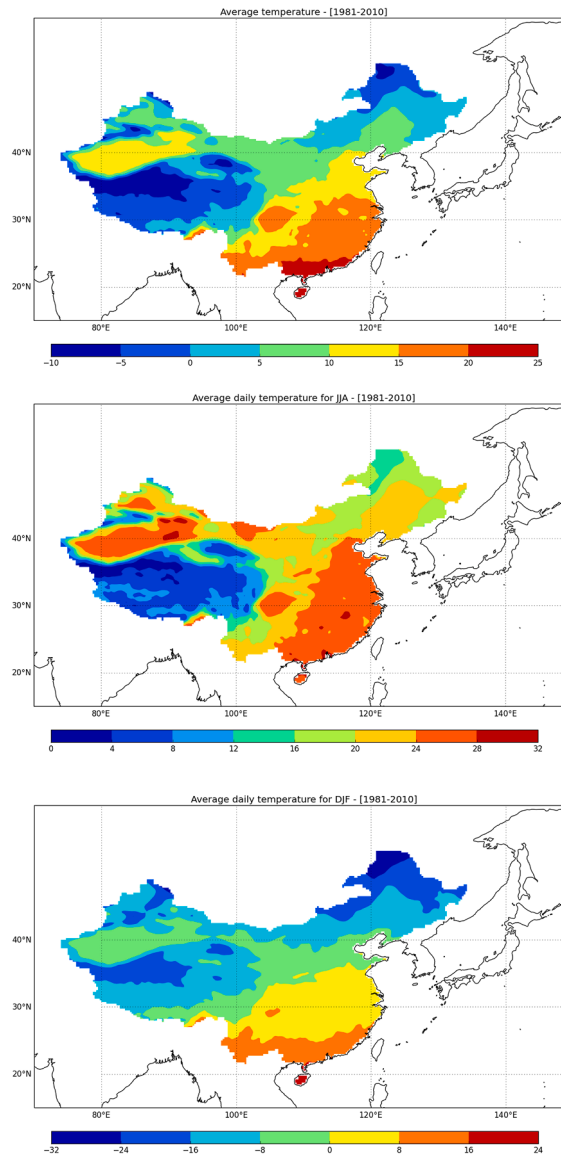 Average temperature - [1981-2010]
40°N
30°N
20°N
80°E 100°E 120°E 140°E
−10 −5 0 5 10 15 20 25
Average daily temperature for JJA - [1981-2010]
40°N
30°N
20°N
80°E 100°E 120°E 140°E
0 4 8 12 16 20 24 28 32
Average daily temperature for DJF - [1981-2010]
40°N
30°N
20°N
80°E 100°E 120°E 140°E
−32 −24 −16 −8 0 8 16 24